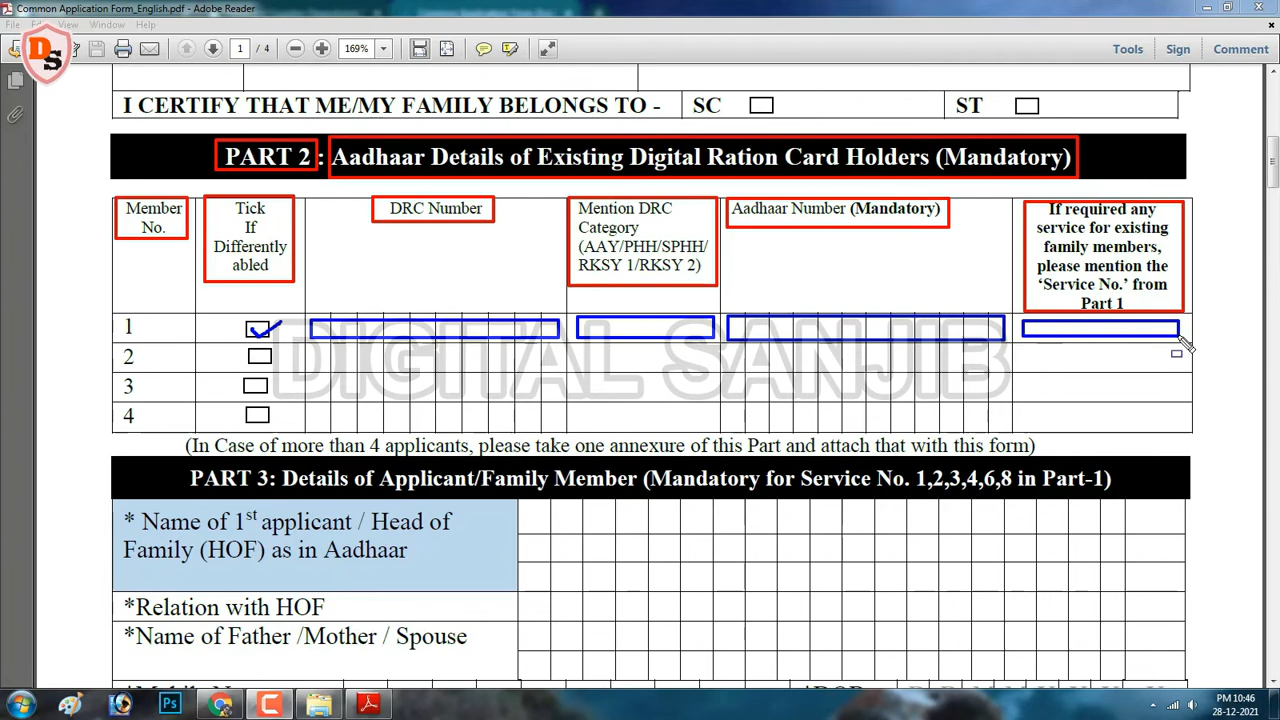 Common Application Form_English.pdf - Adobe Reader
File Edit View Window Help
1 / 4 169% Tools Sign Comment
DS
I CERTIFY THAT ME/MY FAMILY BELONGS TO - SC ST
PART 2 : Aadhaar Details of Existing Digital Ration Card Holders (Mandatory)
Member
No.
Tick
If
Differently
abled
DRC Number
Mention DRC
Category
(AAY/PHH/SPHH/
RKSY 1/RKSY 2)
Aadhaar Number (Mandatory)
If required any
service for existing
family members,
please mention the
‘Service No.’ from
Part 1
1
2
3
4
DIGITAL SANJIB
(In Case of more than 4 applicants, please take one annexure of this Part and attach that with this form)
PART 3: Details of Applicant/Family Member (Mandatory for Service No. 1,2,3,4,6,8 in Part-1)
* Name of 1st applicant / Head of
Family (HOF) as in Aadhaar
*Relation with HOF
*Name of Father /Mother / Spouse
Ps
PM 10:46
28-12-2021